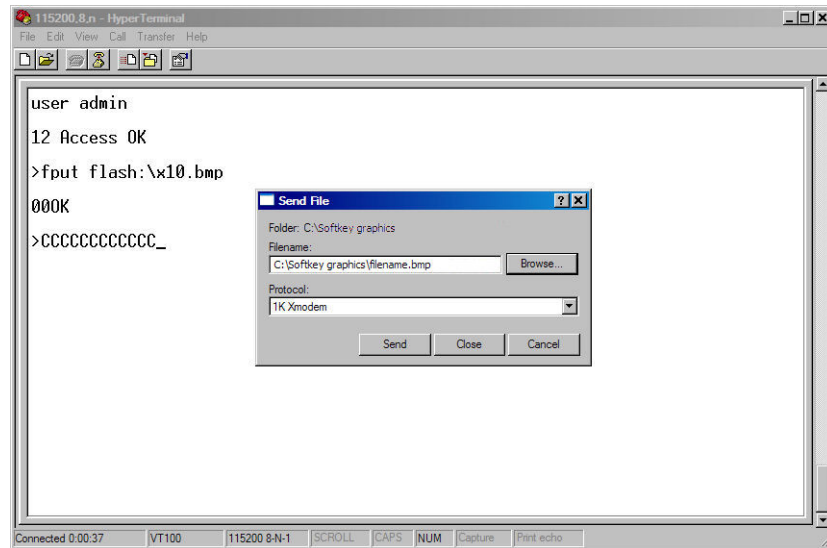 115200,8,n - HyperTerminal
File Edit View Call Transfer Help
user admin
12 Access OK
>fput flash:\x10.bmp
00OK
>CCCCCCCCCCCC_
Send File
Folder: C:\Softkey graphics
Filename:
C:\Softkey graphics\filename.bmp
Browse...
Protocol:
1K Xmodem
Send Close Cancel
Connected 0:00:37 VT100 115200 8-N-1 SCROLL CAPS NUM Capture Print echo